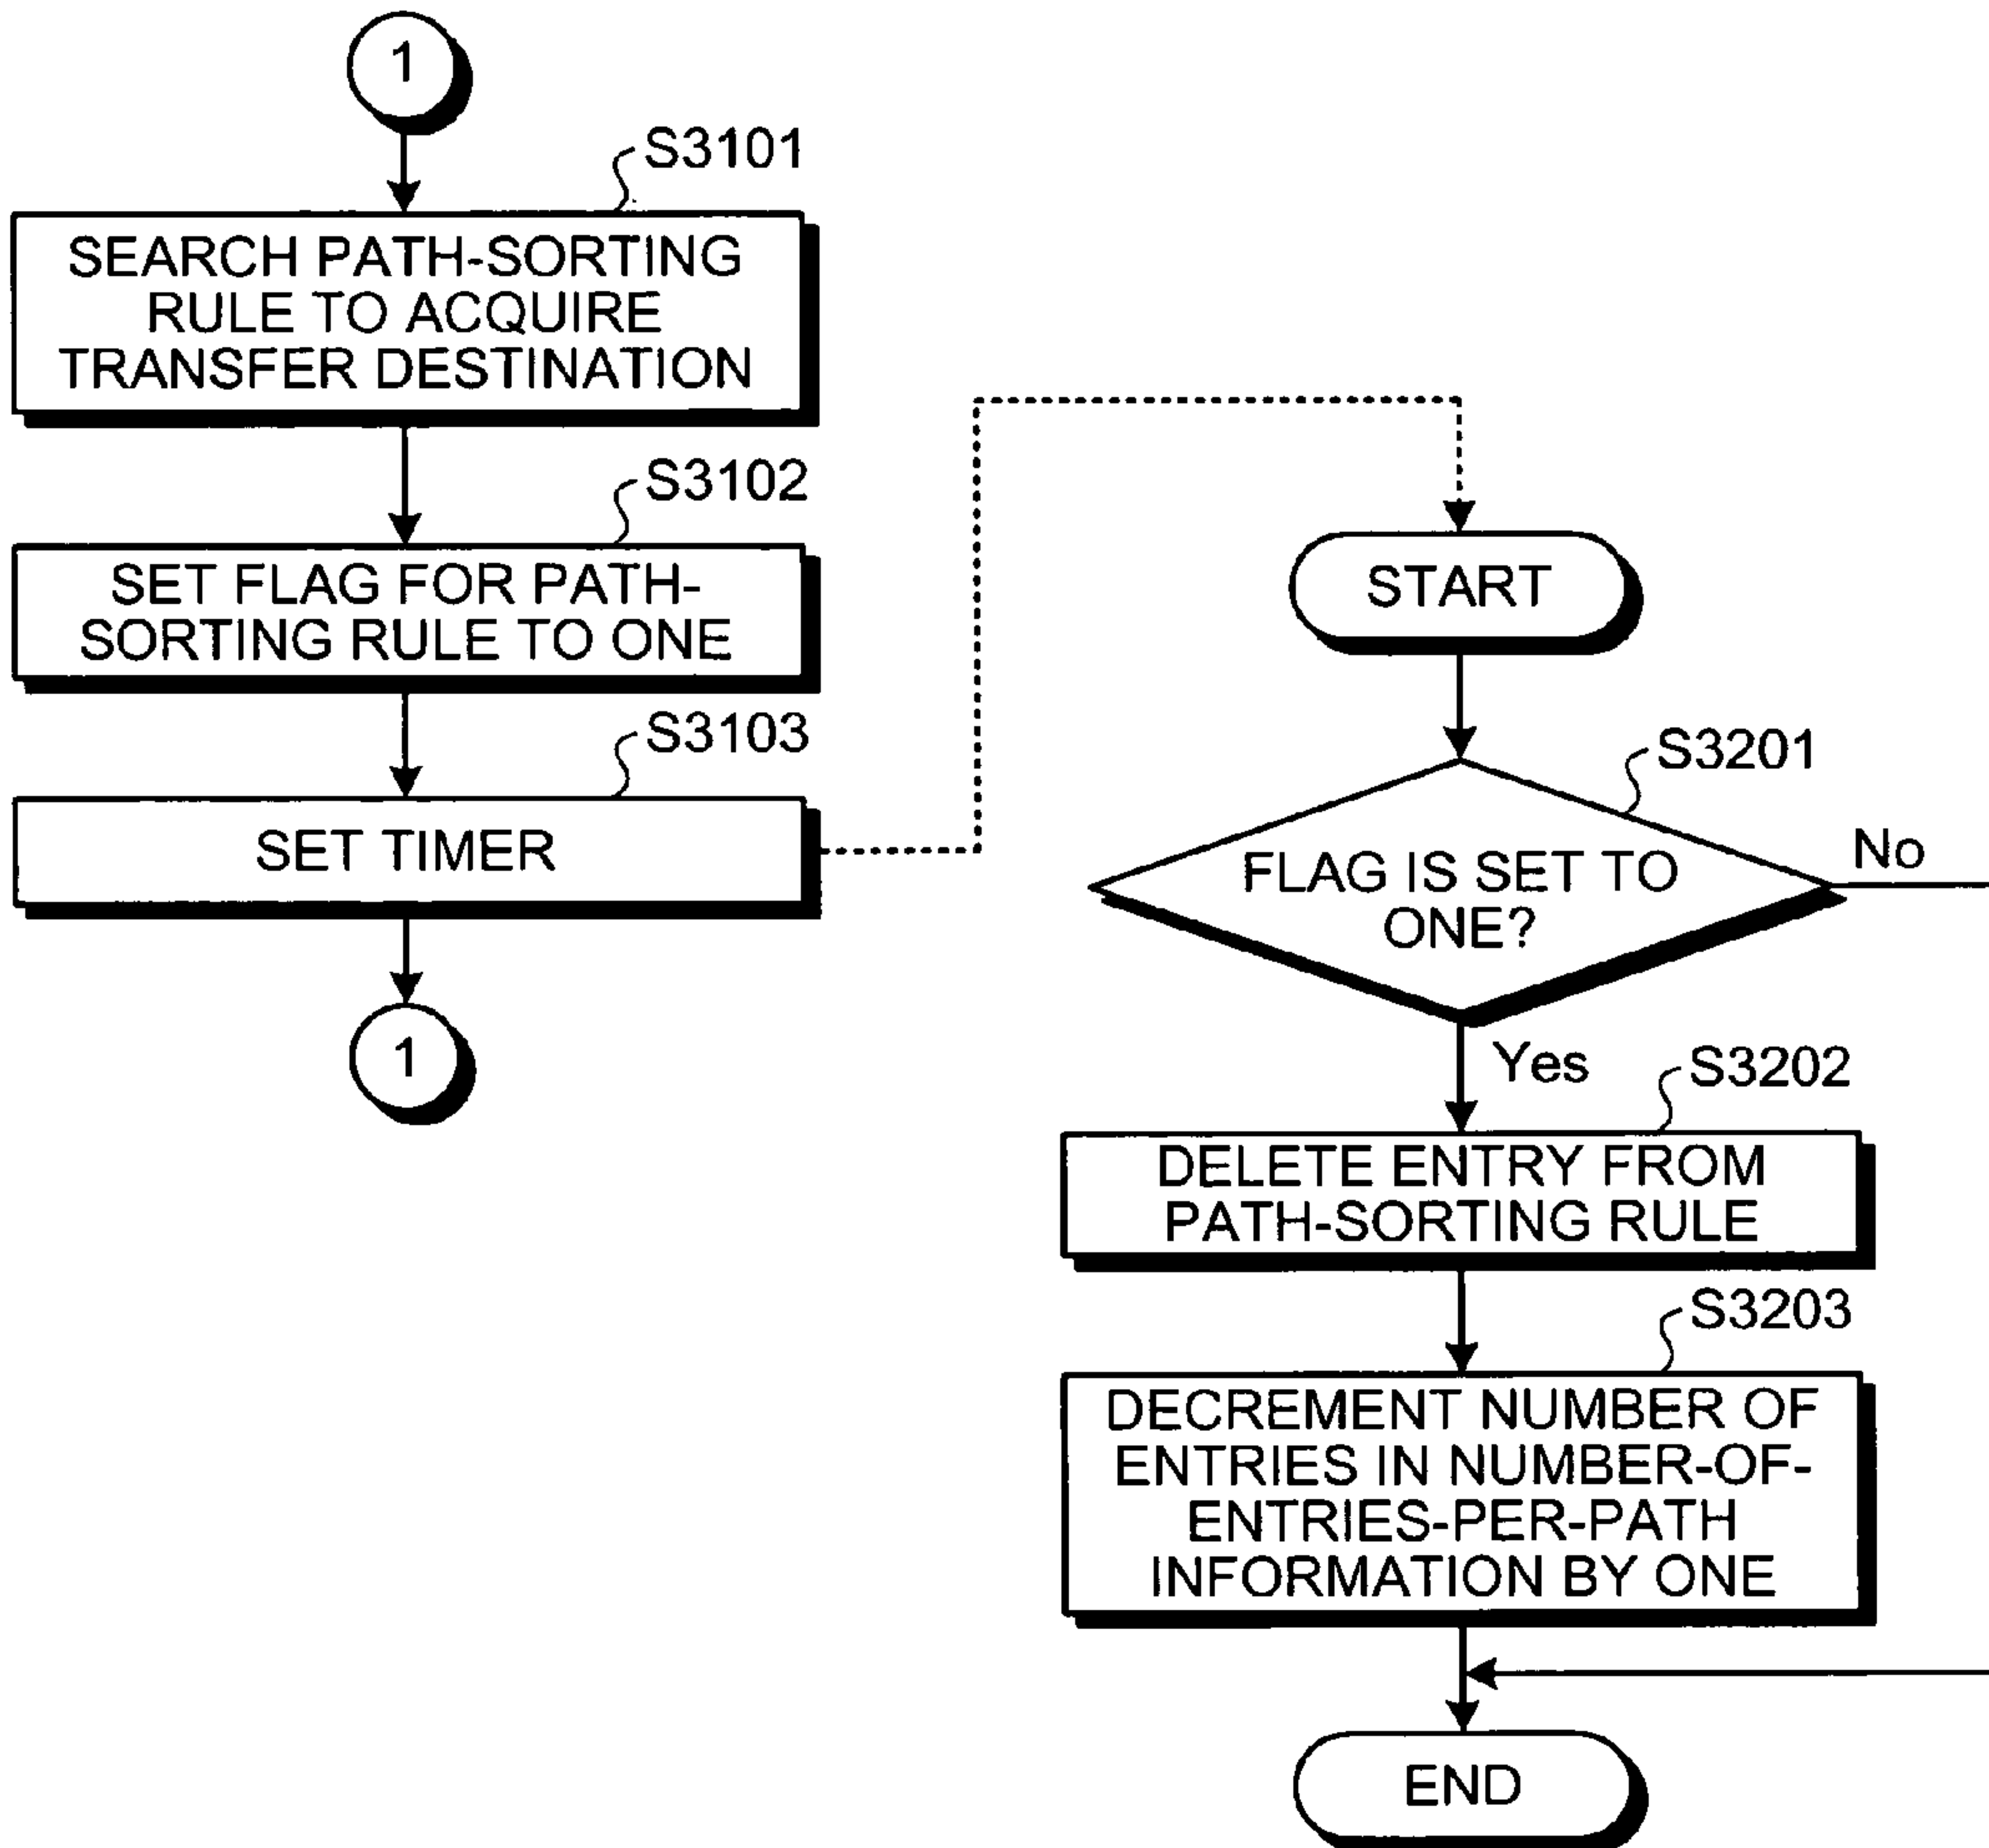 1
S3101
SEARCH PATH-SORTING
RULE TO ACQUIRE
TRANSFER DESTINATION
S3102
SET FLAG FOR PATH-
SORTING RULE TO ONE
S3103
SET TIMER
1
START
S3201
FLAG IS SET TO
ONE?
No
Yes
S3202
DELETE ENTRY FROM
PATH-SORTING RULE
S3203
DECREMENT NUMBER OF
ENTRIES IN NUMBER-OF-
ENTRIES-PER-PATH
INFORMATION BY ONE
END